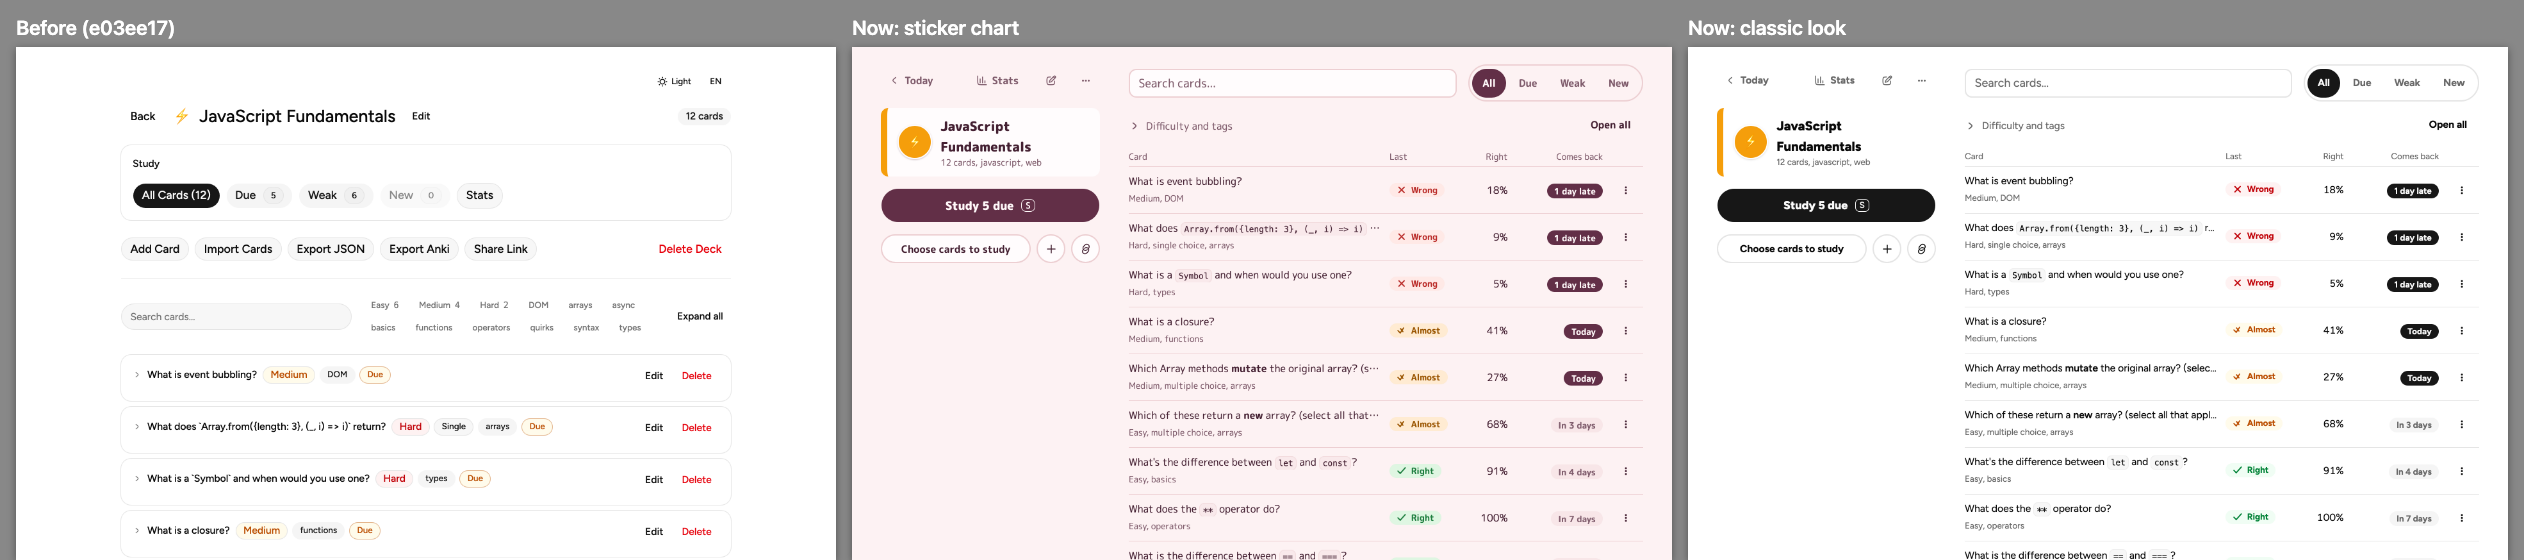 Before (e03ee17)
Light EN
Back ⚡ JavaScript Fundamentals Edit 12 cards
Study
All Cards (12) Due 5 Weak 6 New 0 Stats
Add Card Import Cards Export JSON Export Anki Share Link Delete Deck
Search cards...
Easy 6 Medium 4 Hard 2 DOM arrays async
basics functions operators quirks syntax types
Expand all
What is event bubbling? Medium DOM Due Edit Delete
What does `Array.from({length: 3}, (_, i) => i)` return? Hard Single arrays Due Edit Delete
What is a `Symbol` and when would you use one? Hard types Due Edit Delete
What is a closure? Medium functions Due Edit Delete
Now: sticker chart
Today Stats ...
JavaScript
Fundamentals
12 cards, javascript, web
Study 5 due S
Choose cards to study +
Search cards...
All Due Weak New
Difficulty and tags Open all
Card Last Right Comes back
What is event bubbling? Wrong 18% 1 day late
Medium, DOM
What does Array.from({length: 3}, (_, i) => i) ... Wrong 9% 1 day late
Hard, single choice, arrays
What is a Symbol and when would you use one? Wrong 5% 1 day late
Hard, types
What is a closure? Almost 41% Today
Medium, functions
Which Array methods mutate the original array? (s... Almost 27% Today
Medium, multiple choice, arrays
Which of these return a new array? (select all that... Almost 68% In 3 days
Easy, multiple choice, arrays
What's the difference between let and const ? Right 91% In 4 days
Easy, basics
What does the ** operator do? Right 100% In 7 days
Easy, operators
What is the difference between == and === ?
Now: classic look
Today Stats ...
JavaScript
Fundamentals
12 cards, javascript, web
Study 5 due S
Choose cards to study +
Search cards...
All Due Weak New
Difficulty and tags Open all
Card Last Right Comes back
What is event bubbling? Wrong 18% 1 day late
Medium, DOM
What does Array.from({length: 3}, (_, i) => i) r... Wrong 9% 1 day late
Hard, single choice, arrays
What is a Symbol and when would you use one? Wrong 5% 1 day late
Hard, types
What is a closure? Almost 41% Today
Medium, functions
Which Array methods mutate the original array? (selec... Almost 27% Today
Medium, multiple choice, arrays
Which of these return a new array? (select all that appl... Almost 68% In 3 days
Easy, multiple choice, arrays
What's the difference between let and const ? Right 91% In 4 days
Easy, basics
What does the ** operator do? Right 100% In 7 days
Easy, operators
What is the difference between == and === ?